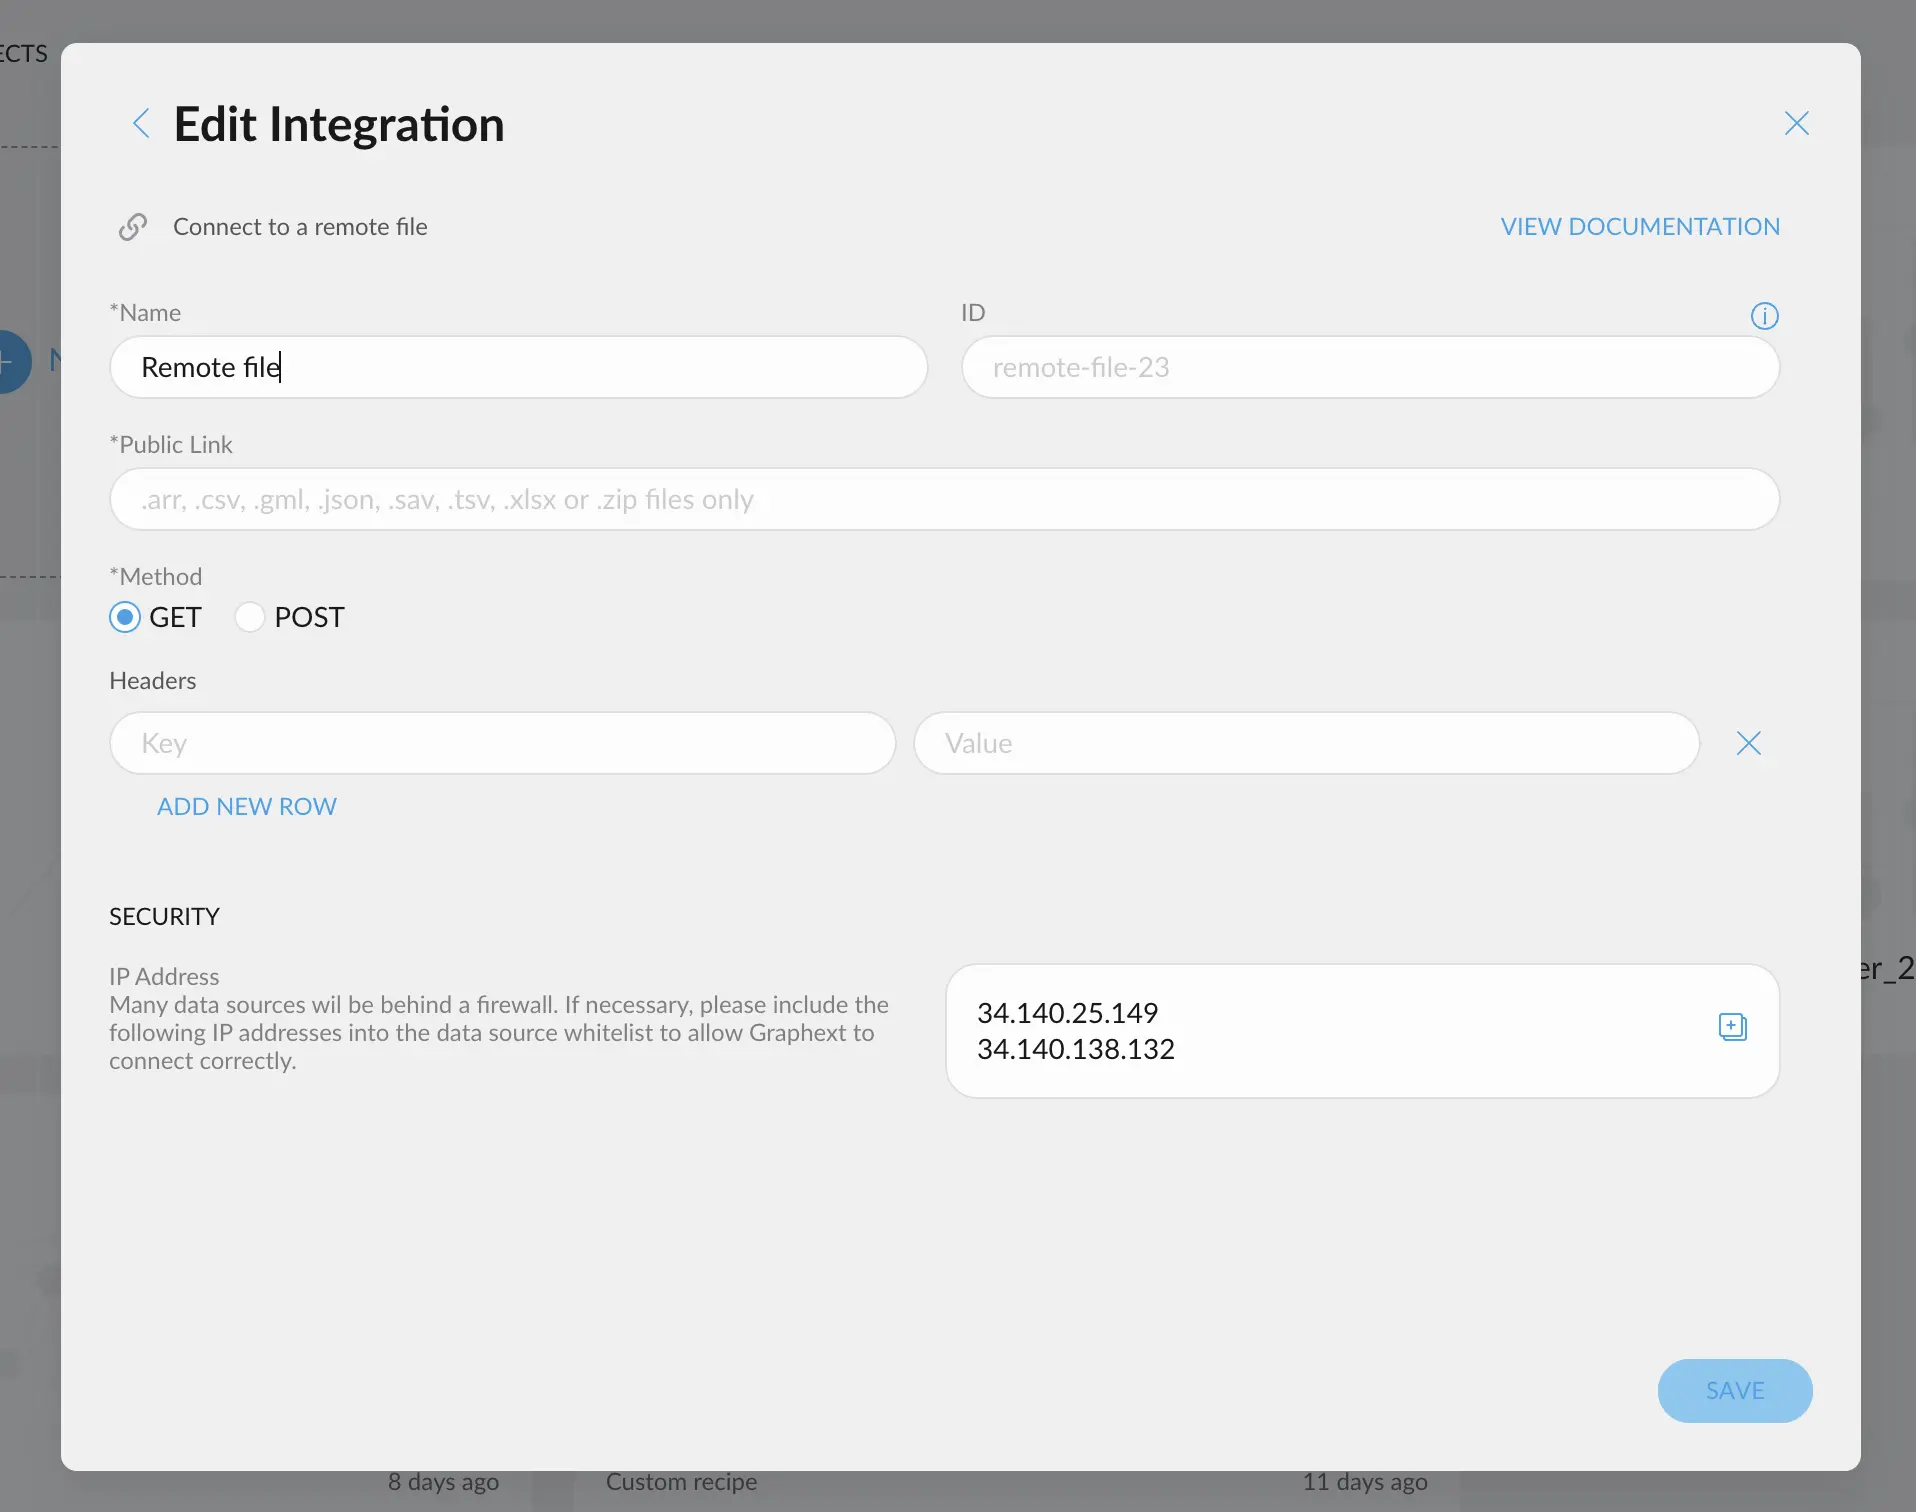 ECTS
Edit Integration
Connect to a remote file
VIEW DOCUMENTATION
*Name
ID
Remote file
remote-file-23
*Public Link
.arr, .csv, .gml, .json, .sav, .tsv, .xlsx or .zip files only
*Method
GET POST
Headers
Key
Value
ADD NEW ROW
SECURITY
IP Address
Many data sources wil be behind a firewall. If necessary, please include the
following IP addresses into the data source whitelist to allow Graphext to
connect correctly.
34.140.25.149
34.140.138.132
er_2
SAVE
8 days ago
Custom recipe
11 days ago